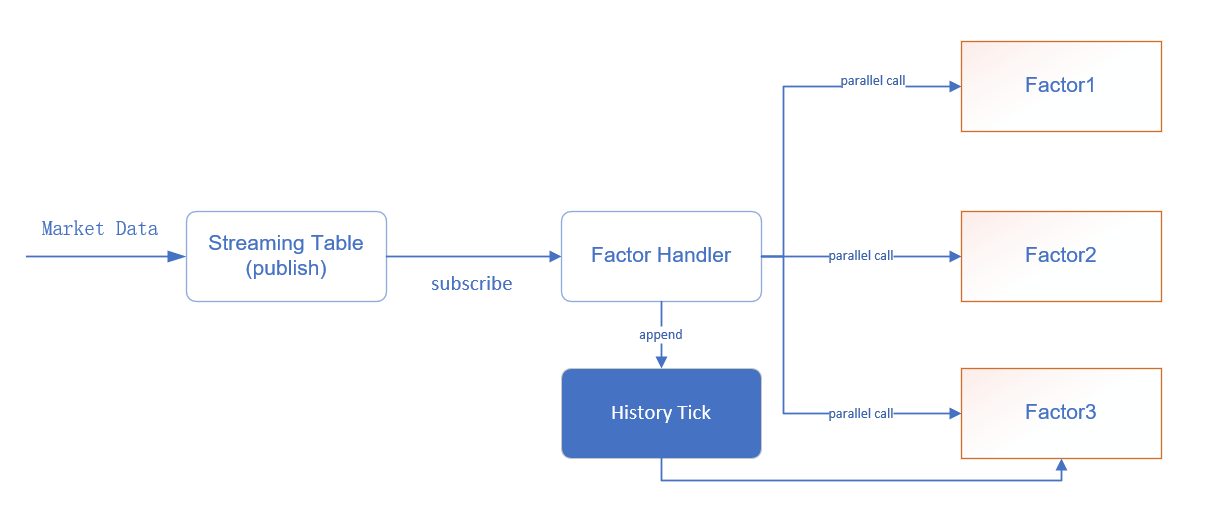 Market Data
Streaming Table
(publish)
subscribe
Factor Handler
append
History Tick
parallel call
Factor1
parallel call
Factor2
parallel call
Factor3